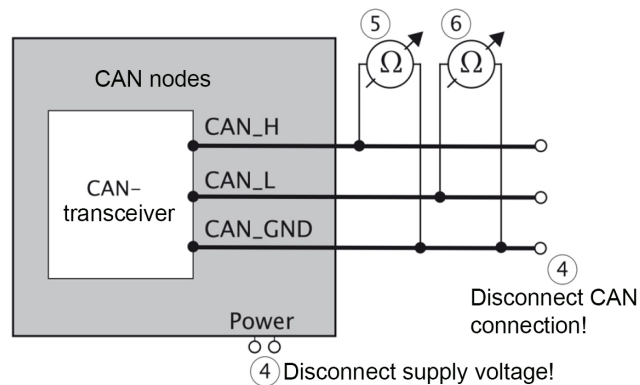 5
6
Ω
Ω
CAN nodes
CAN_H
CAN-
transceiver
CAN_L
CAN_GND
4
Disconnect CAN
connection!
Power
4 Disconnect supply voltage!